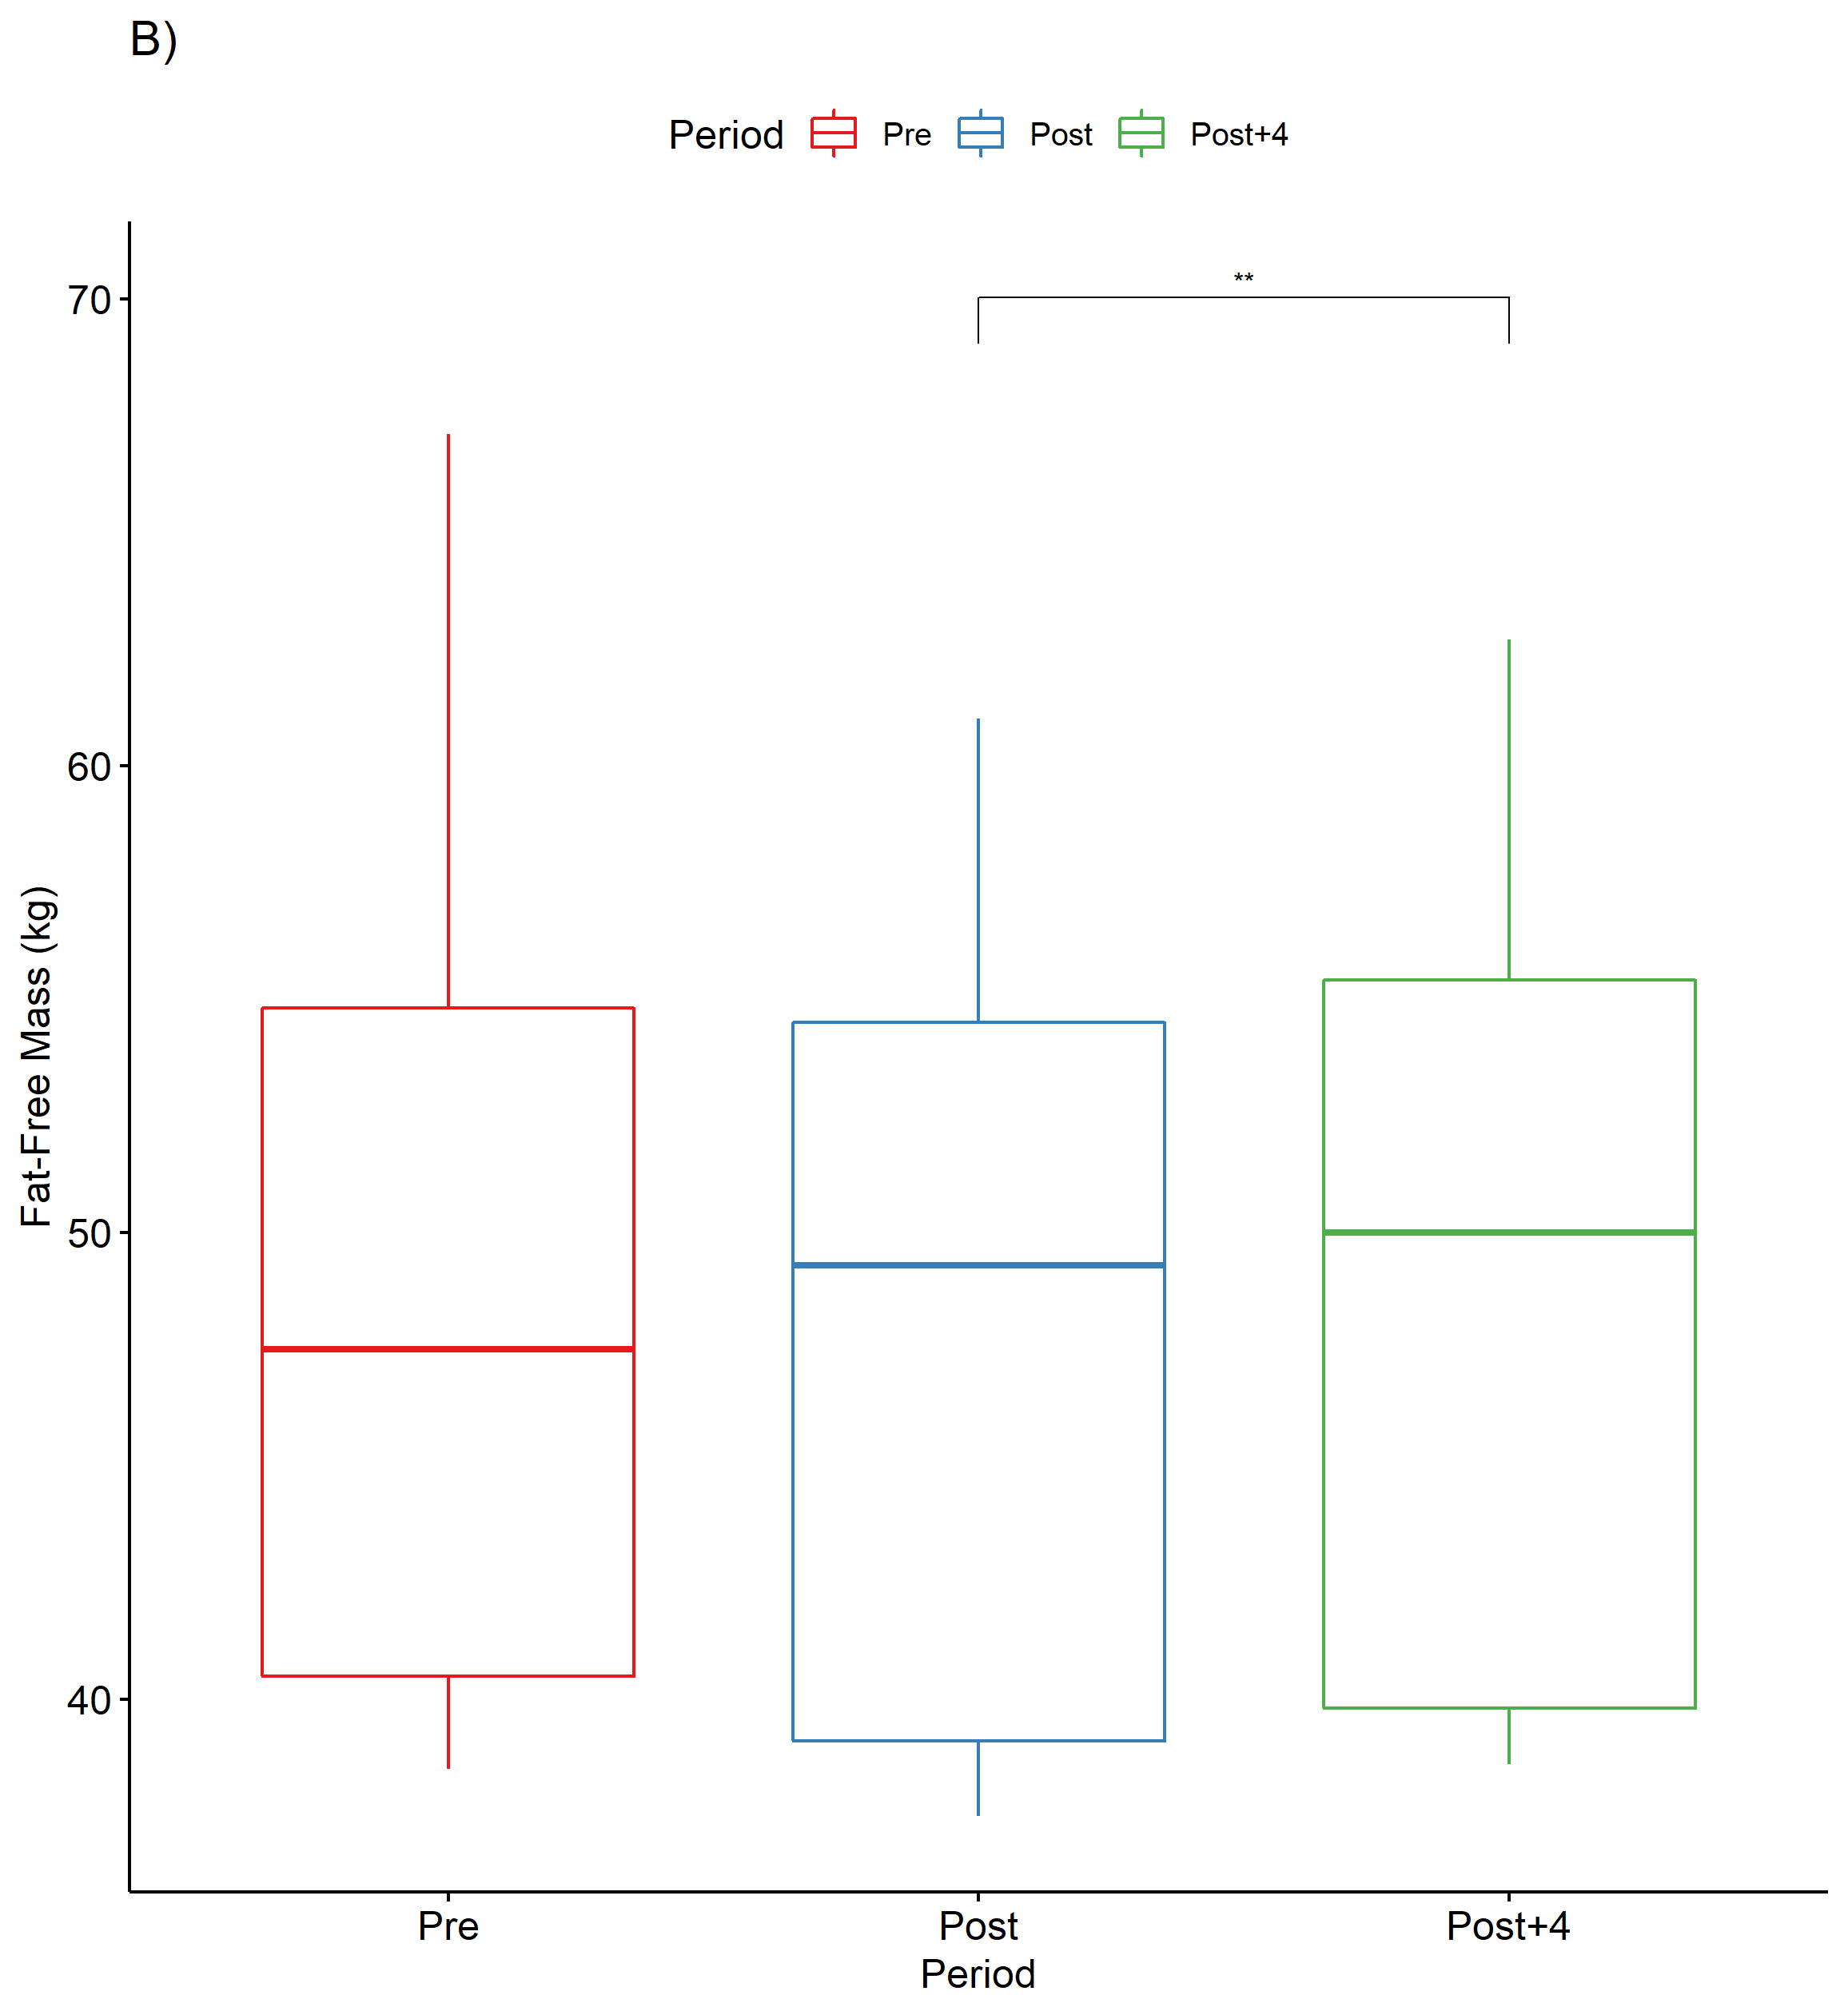 B)
Period Pre Post Post+4
**
70
60
50
40
Fat-Free Mass (kg)
Pre Post Post+4
Period